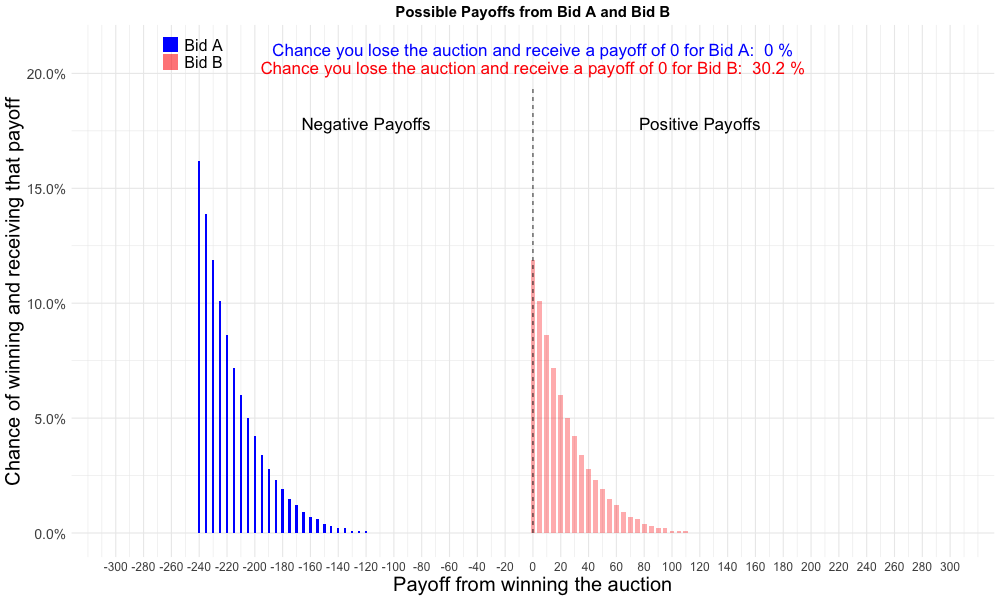 Possible Payoffs from Bid A and Bid B
Bid A
Bid B
Chance you lose the auction and receive a payoff of 0 for Bid A:  0 %
Chance you lose the auction and receive a payoff of 0 for Bid B:  30.2 %
Negative Payoffs
Positive Payoffs
Chance of winning and receiving that payoff
20.0%
15.0%
10.0%
5.0%
0.0%
-300 -280 -260 -240 -220 -200 -180 -160 -140 -120 -100 -80 -60 -40 -20 0 20 40 60 80 100 120 140 160 180 200 220 240 260 280 300
Payoff from winning the auction